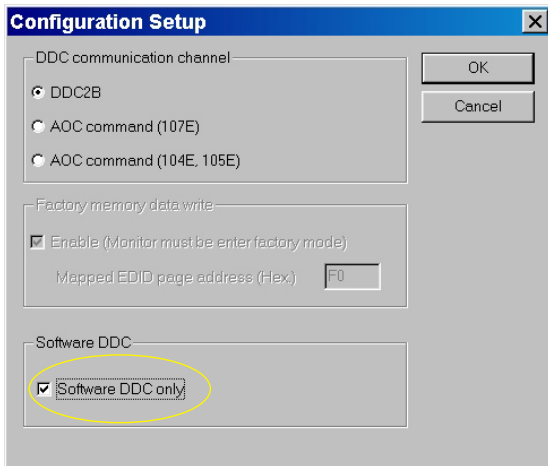 Configuration Setup
DDC communication channel
DDC2B
AOC command (107E)
AOC command (104E, 105E)
OK
Cancel
Factory memory data write
Enable (Monitor must be enter factory mode)
Mapped EDID page address (Hex.) F0
Software DDC
Software DDC only